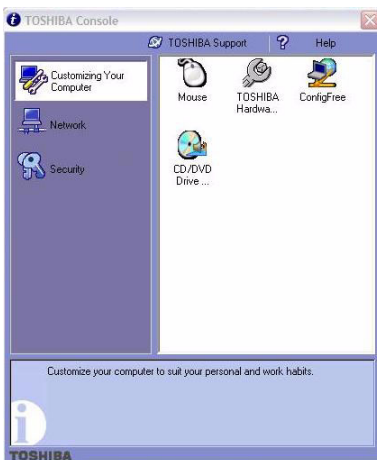 TOSHIBA Console
TOSHIBA Support
?
Help
Customizing Your
Computer
Network
Security
Mouse
TOSHIBA
Hardwa...
ConfigFree
CD/DVD
Drive ...
Customize your computer to suit your personal and work habits.
TOSHIBA